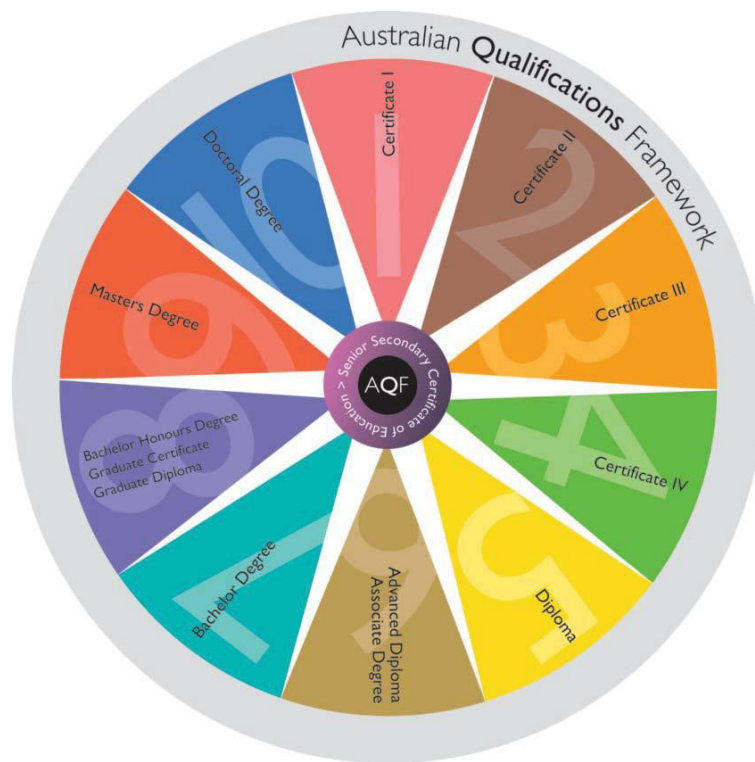 Australian Qualifications Framework
Certificate I
1
Certificate II
2
Certificate III
3
Certificate IV
4
Diploma
5
Advanced Diploma
Associate Degree
6
Bachelor Degree
7
Bachelor Honours Degree
Graduate Certificate
Graduate Diploma
8
Masters Degree
9
Doctoral Degree
10
Senior Secondary Certificate of Education >
AQF